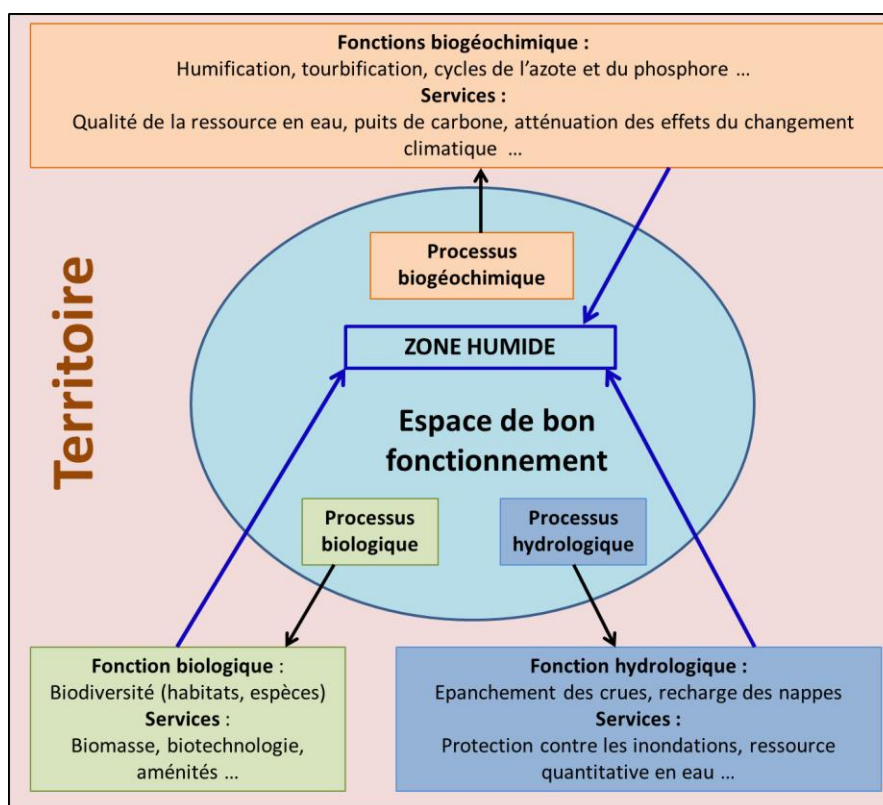 Fonctions biogéochimique :
Humification, tourbification, cycles de l'azote et du phosphore ...
Services :
Qualité de la ressource en eau, puits de carbone, atténuation des effets du changement
climatique ...
Territoire
Processus
biogéochimique
ZONE HUMIDE
Espace de bon
fonctionnement
Processus
biologique
Processus
hydrologique
Fonction biologique :
Biodiversité (habitats, espèces)
Services :
Biomasse, biotechnologie,
aménités ...
Fonction hydrologique :
Epanchement des crues, recharge des nappes
Services :
Protection contre les inondations, ressource
quantitative en eau ...